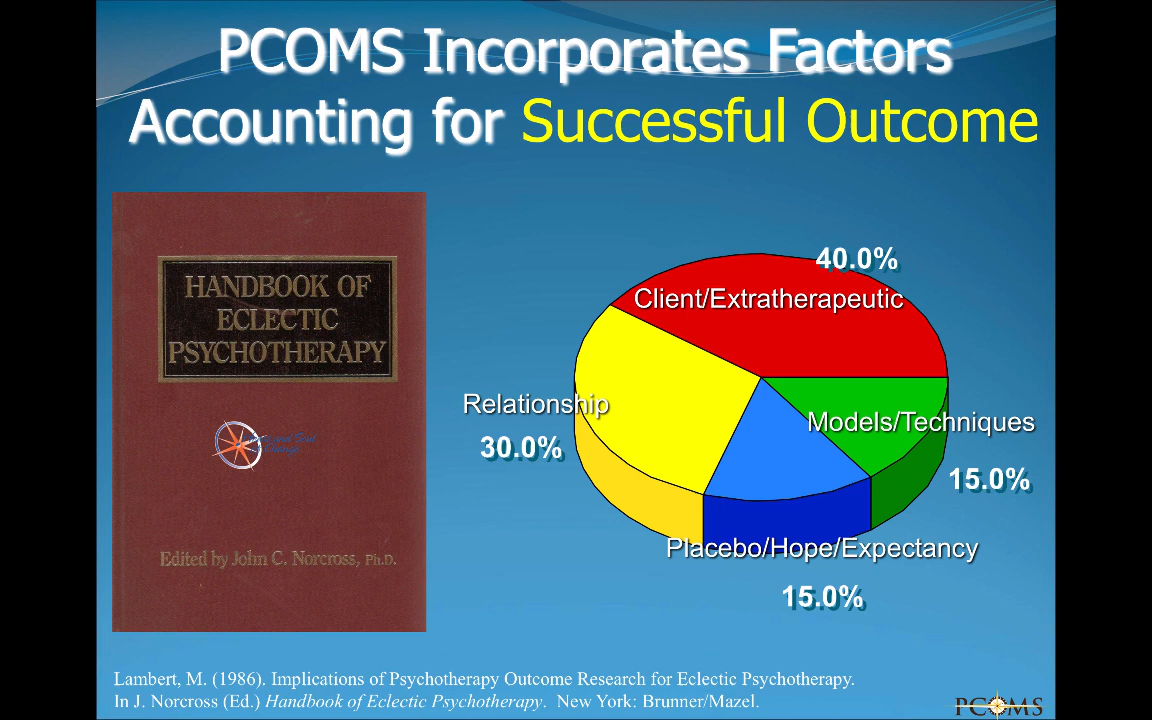 PCOMS Incorporates Factors
Accounting for Successful Outcome
HANDBOOK OF
ECLECTIC
PSYCHOTHERAPY
Edited by John C. Norcross, Ph.D.
40.0%
Client/Extratherapeutic
Relationship
30.0%
Models/Techniques
15.0%
Placebo/Hope/Expectancy
15.0%
Lambert, M. (1986). Implications of Psychotherapy Outcome Research for Eclectic Psychotherapy.
In J. Norcross (Ed.) Handbook of Eclectic Psychotherapy. New York: Brunner/Mazel.
PCOMS